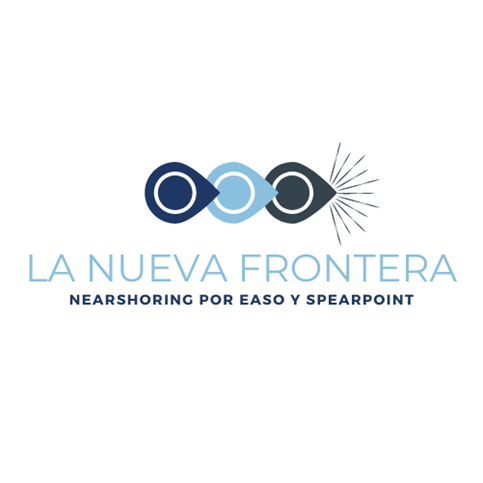 LA NUEVA FRONTERA
NEARSHORING POR EASO Y SPEARPOINT